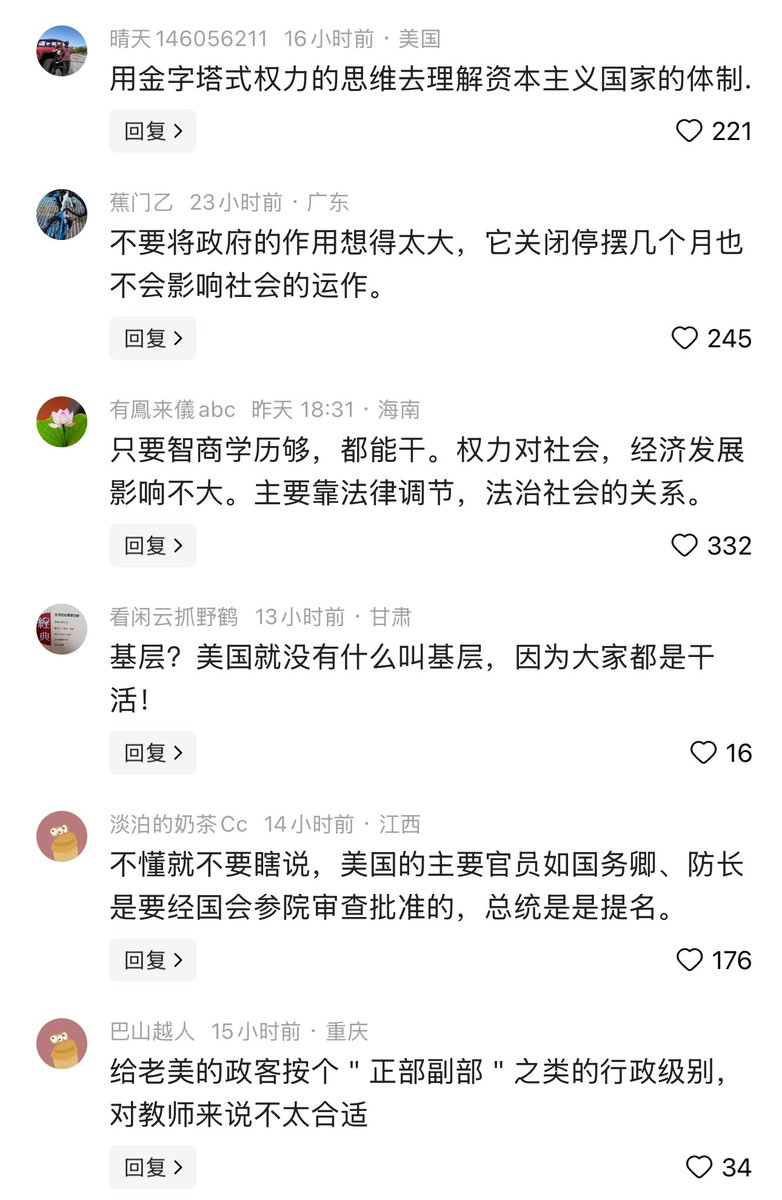 晴天146056211 16小时前 · 美国
用金字塔式权力的思维去理解资本主义国家的体制.
回复 >
221
蕉门乙 23小时前 · 广东
不要将政府的作用想得太大，它关闭停摆几个月也
不会影响社会的运作。
回复 >
245
有鳳来儀abc 昨天 18:31 · 海南
只要智商学历够，都能干。权力对社会，经济发展
影响不大。主要靠法律调节，法治社会的关系。
回复 >
332
看闲云抓野鹤 13小时前 · 甘肃
基层？美国就没有什么叫基层，因为大家都是干
活！
回复 >
16
淡泊的奶茶Cc 14小时前 · 江西
不懂就不要瞎说，美国的主要官员如国务卿、防长
是要经国会参院审查批准的，总统是是提名。
回复 >
176
巴山越人 15小时前 · 重庆
给老美的政客按个 " 正部副部 " 之类的行政级别，
对教师来说不太合适
回复 >
34